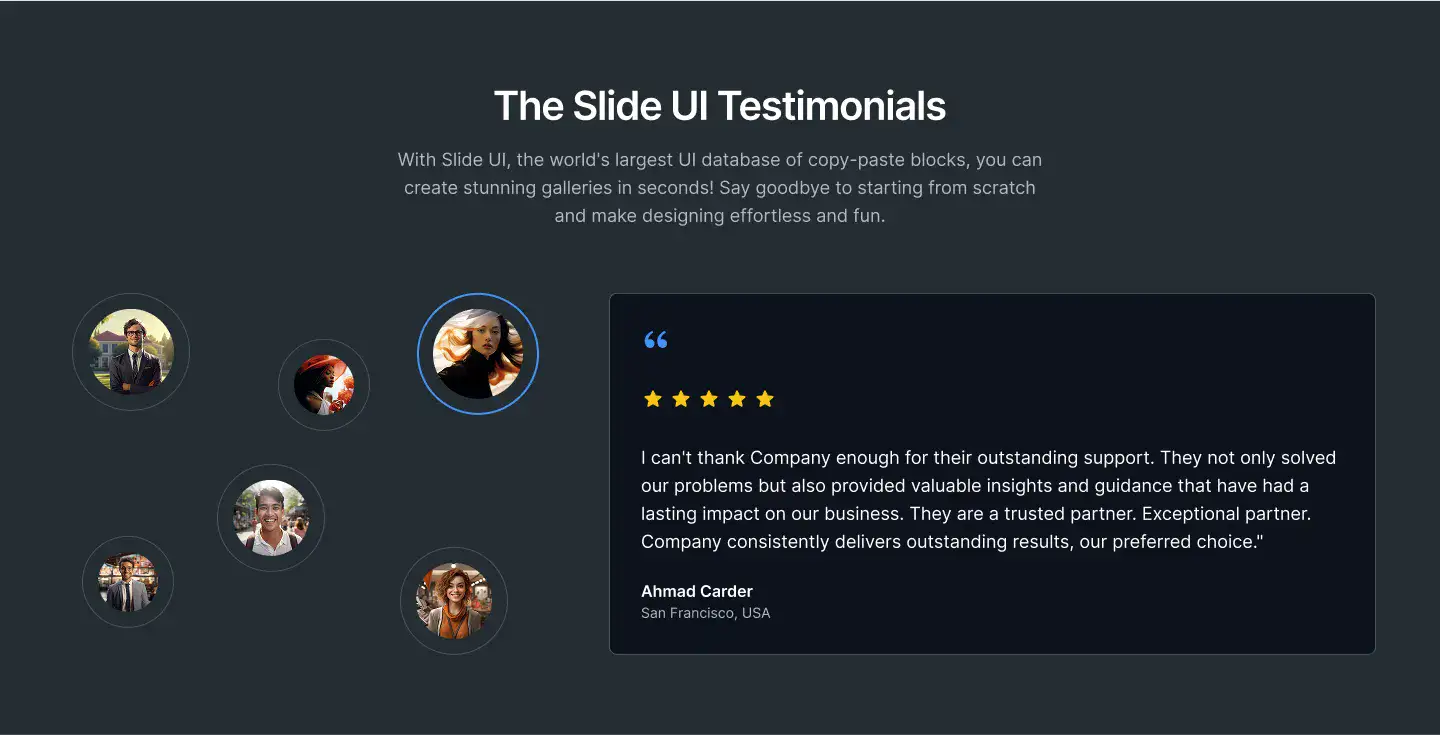 The Slide UI Testimonials
With Slide UI, the world's largest UI database of copy-paste blocks, you can
create stunning galleries in seconds! Say goodbye to starting from scratch
and make designing effortless and fun.
“
I can't thank Company enough for their outstanding support. They not only solved
our problems but also provided valuable insights and guidance that have had a
lasting impact on our business. They are a trusted partner. Exceptional partner.
Company consistently delivers outstanding results, our preferred choice."
Ahmad Carder
San Francisco, USA